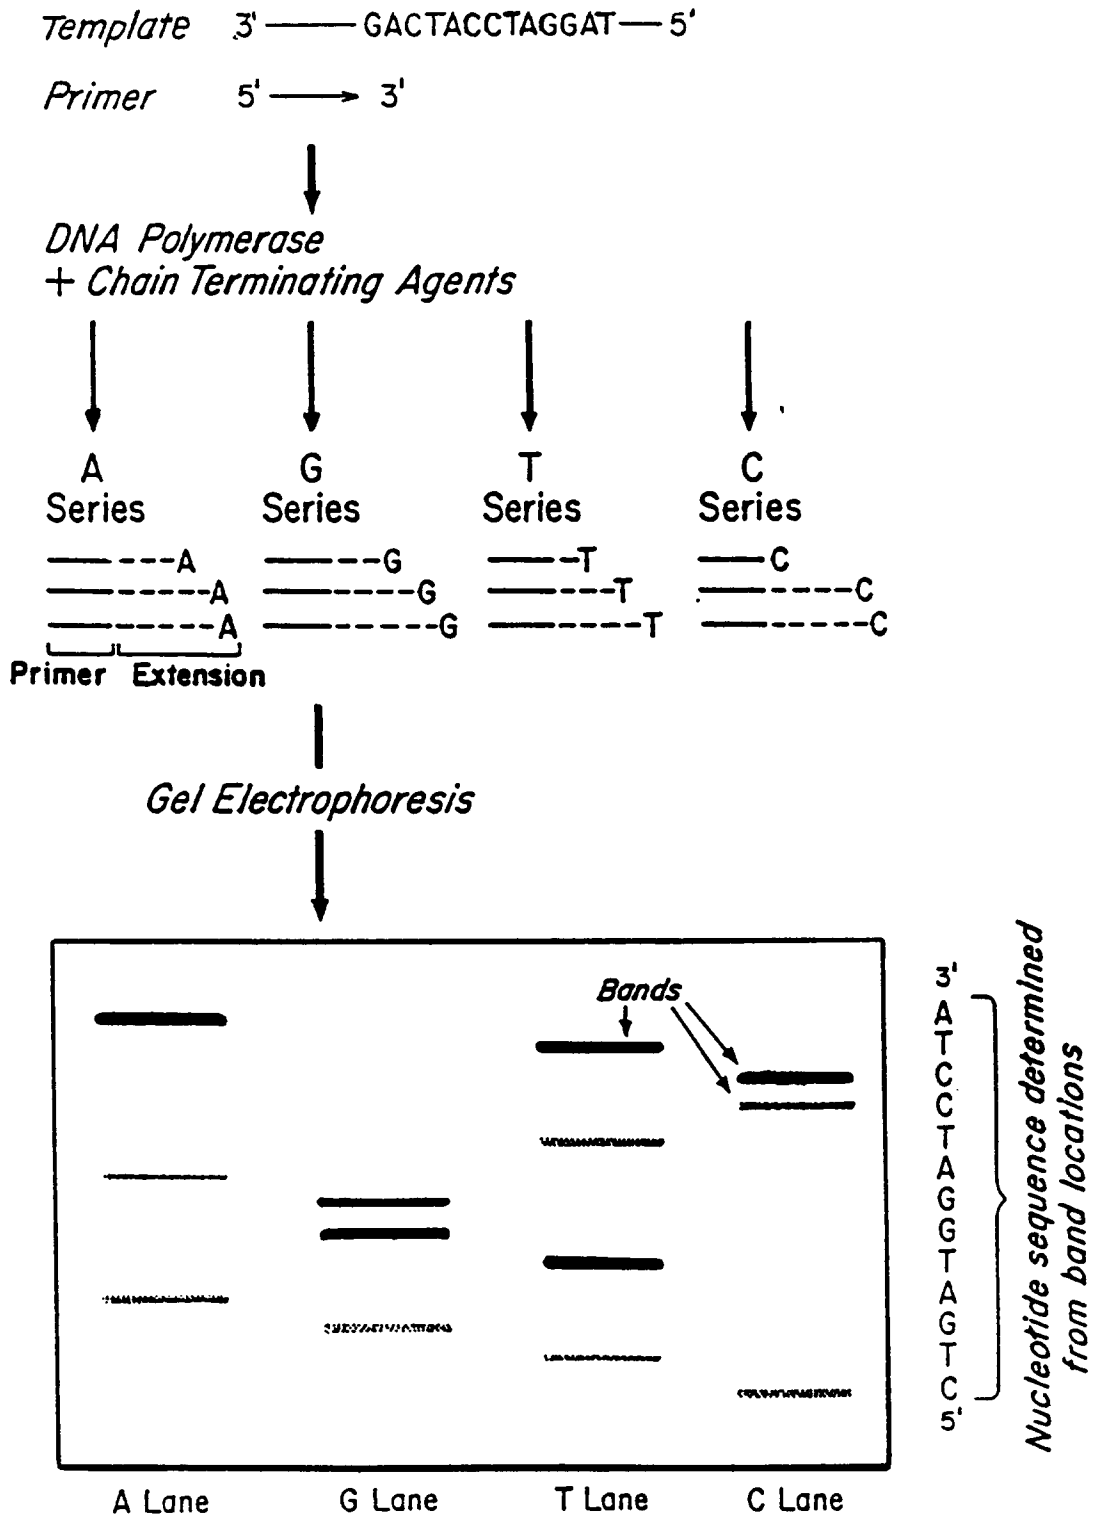 Template 3' GACTACCTAGGAT 5'
Primer 5' 3'
DNA Polymerase
+ Chain Terminating Agents
A G T C
Series Series Series Series
A G T C
A G T C
A G T C
Primer Extension
Gel Electrophoresis
Bands
3'
A
T
C
C
T
A
G
G
T
A
G
T
C
5'
Nucleotide sequence determined
from band locations
A Lane G Lane T Lane C Lane